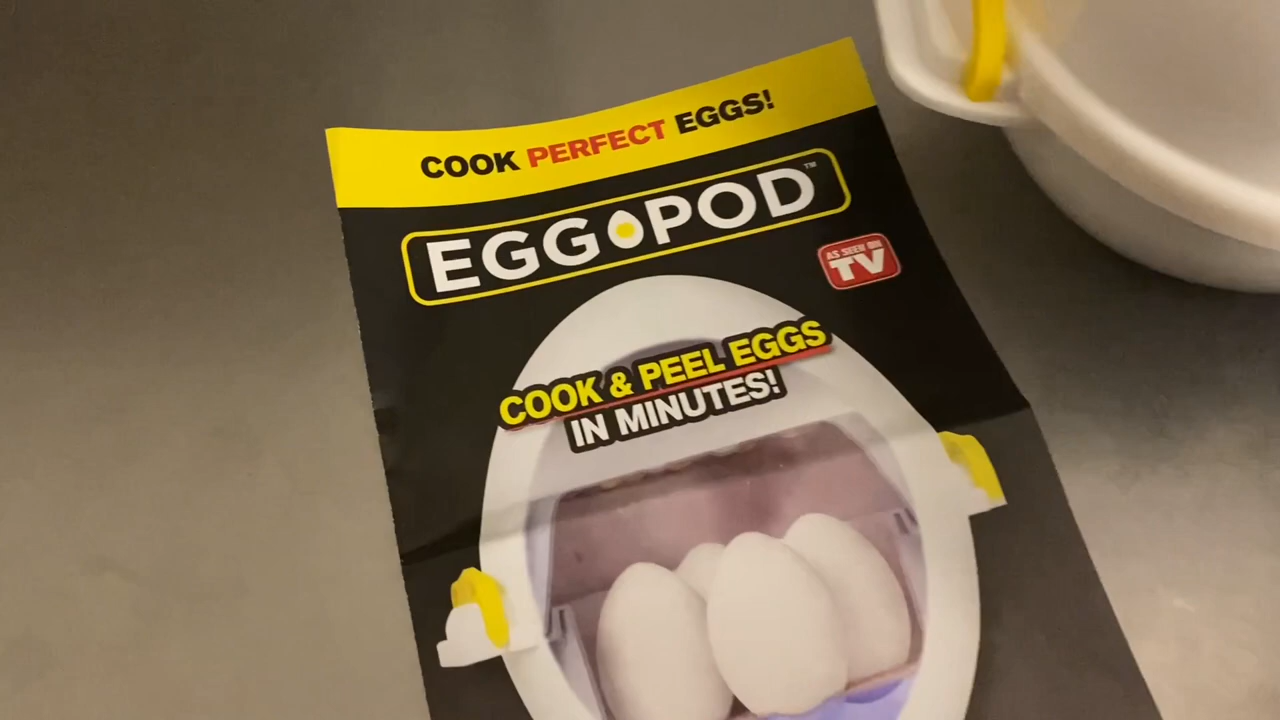 COOK PERFECT EGGS!
EGGPOD™
AS SEEN ON
TV
COOK & PEEL EGGS
IN MINUTES!